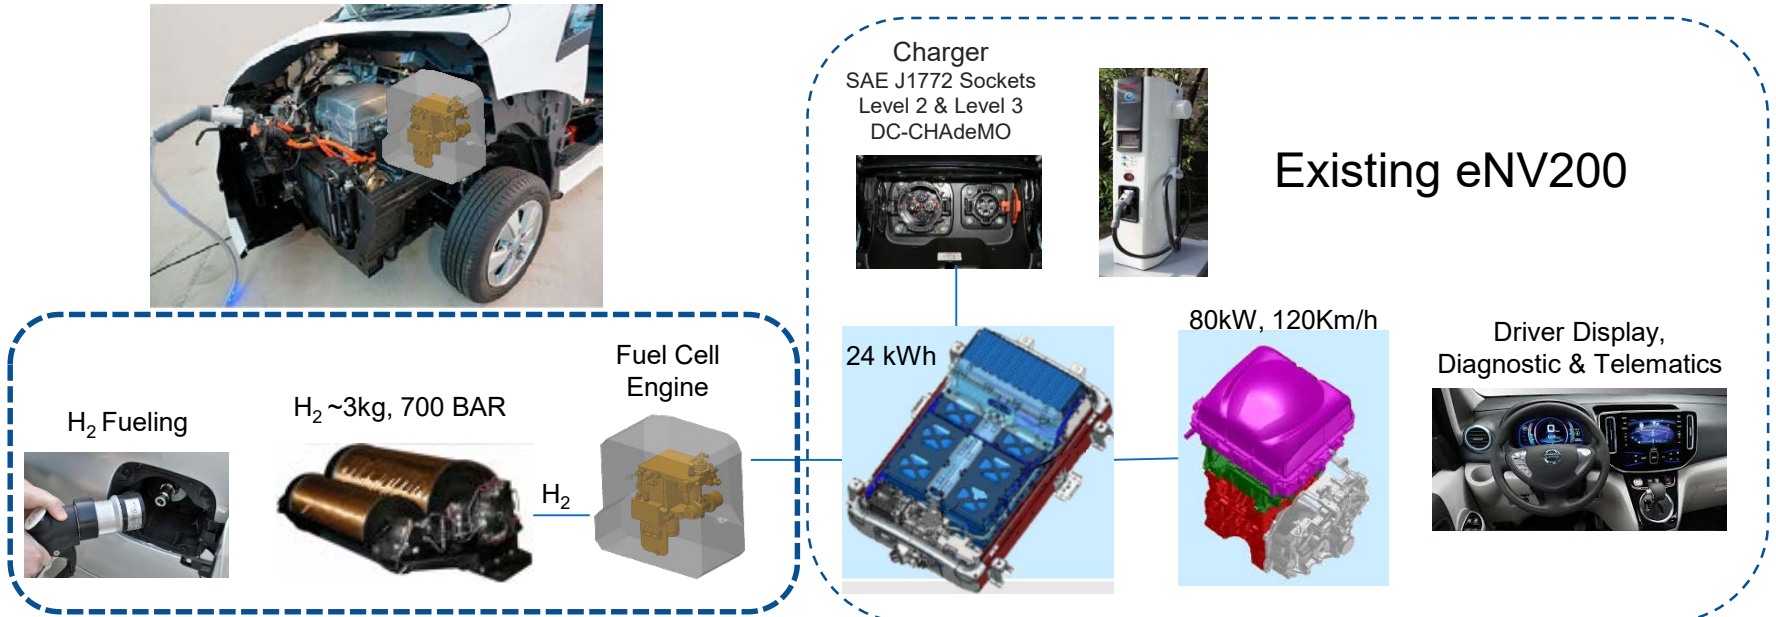 Charger
SAE J1772 Sockets
Level 2 & Level 3
DC-CHAdeMO
Existing eNV200
H2 Fueling
H2 ~3kg, 700 BAR
H2
Fuel Cell
Engine
24 kWh
80kW, 120Km/h
Driver Display,
Diagnostic & Telematics